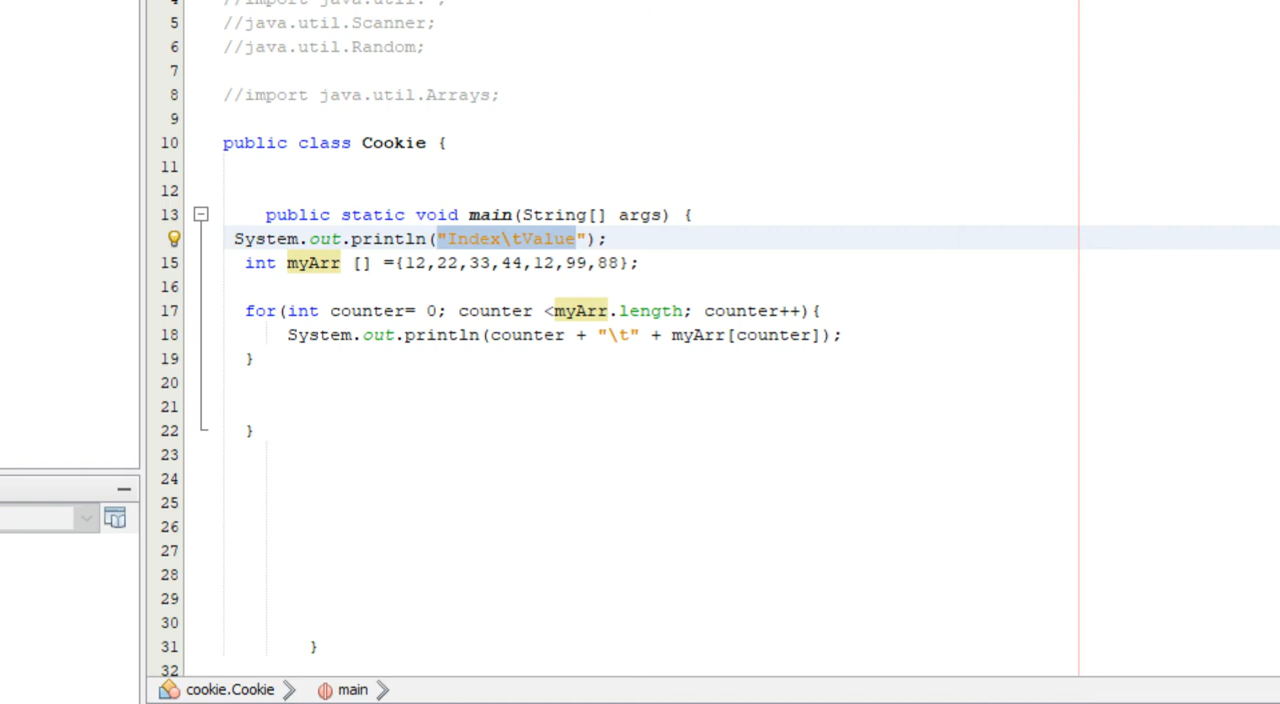 4 //import java.util. ;
5 //java.util.Scanner;
6 //java.util.Random;
7
8 //import java.util.Arrays;
9
10 public class Cookie {
11
12
13 public static void main(String[] args) {
System.out.println("Index\tValue");
15 int myArr [] ={12,22,33,44,12,99,88};
16
17 for(int counter= 0; counter <myArr.length; counter++){
18 System.out.println(counter + "\t" + myArr[counter]);
19 }
20
21
22 }
23
24
25
26
27
28
29
30
31 }
32
cookie.Cookie main